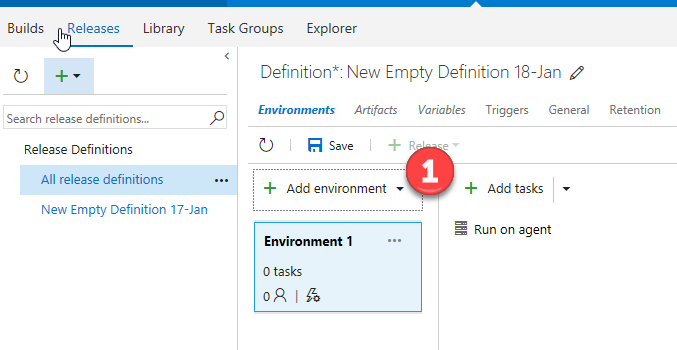 Builds Releases Library Task Groups Explorer
Search release definitions...
Release Definitions
All release definitions ...
New Empty Definition 17-Jan
Definition*: New Empty Definition 18-Jan
Environments Artifacts Variables Triggers General Retention
Save Release
Add environment
1
Add tasks
Environment 1 ...
0 tasks
0 |
Run on agent